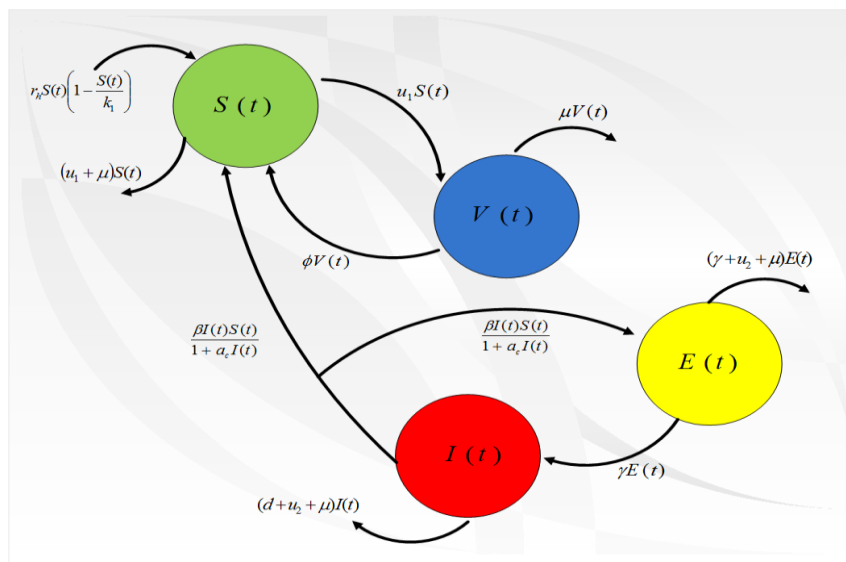 r_H S(t)(1 − S(t)/k_1)
S (t)
u_1 S(t)
μV(t)
(u_1 + μ)S(t)
V (t)
ϕV(t)
(γ + u_2 + μ)E(t)
βI(t)S(t)/(1 + a_c I(t))
βI(t)S(t)/(1 + a_c I(t))
E (t)
I (t)
γE(t)
(d + u_2 + μ)I(t)